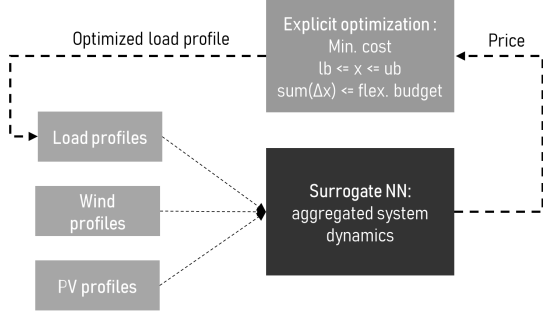 Optimized load profile
Explicit optimization :
Min. cost
lb <= x <= ub
sum(Δx) <= flex. budget
Price
Load profiles
Wind
profiles
PV profiles
Surrogate NN:
aggregated system
dynamics